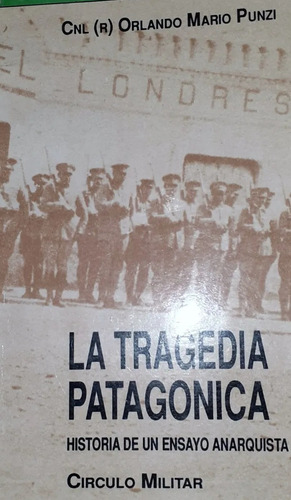 CNL (R) ORLANDO MARIO PUNZI
EL LONDRES
LA TRAGEDIA
PATAGONICA
HISTORIA DE UN ENSAYO ANARQUISTA
CIRCULO MILITAR